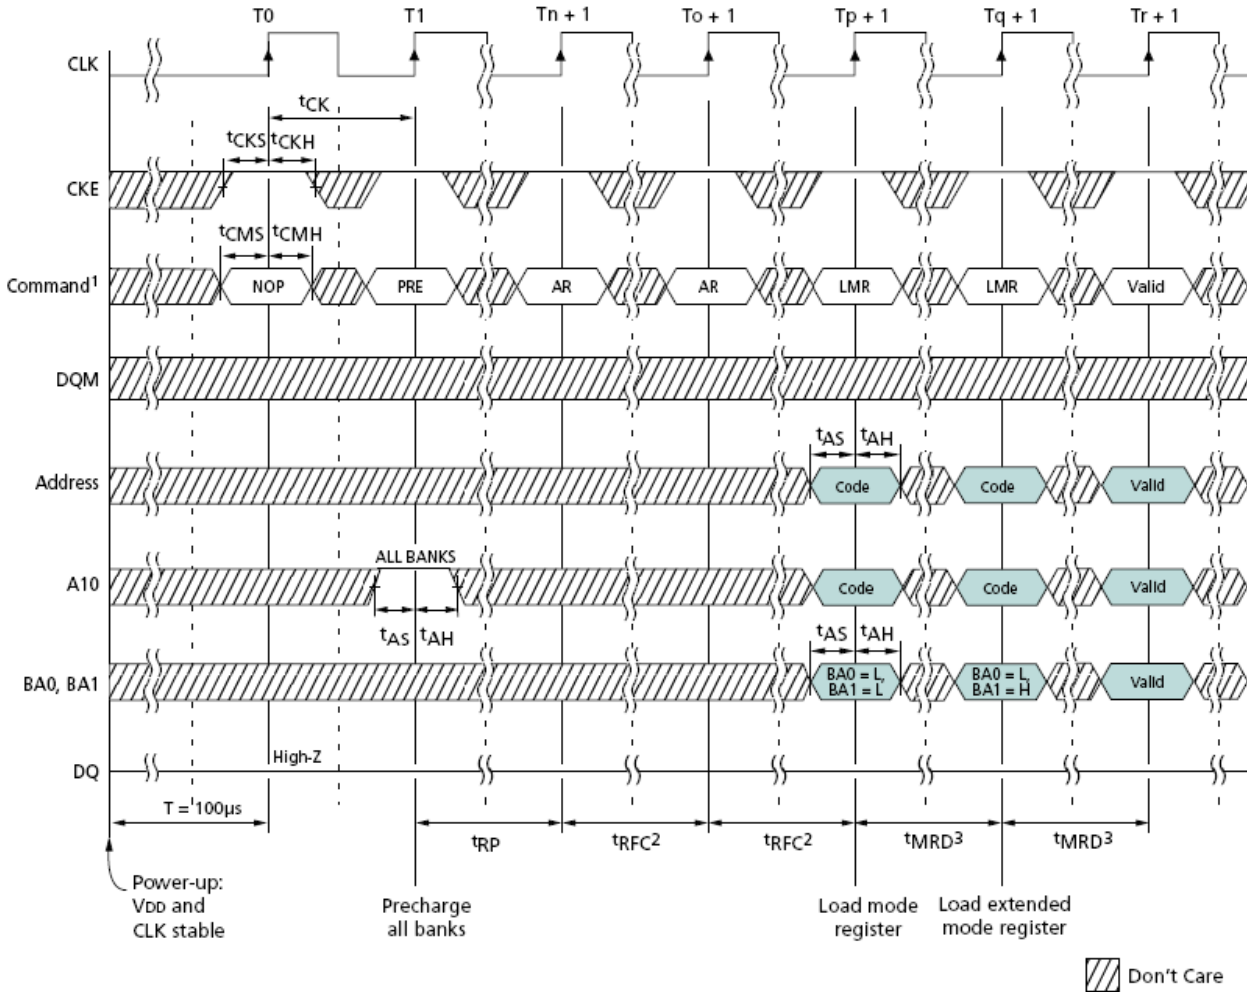 T0 T1 Tn + 1 To + 1 Tp + 1 Tq + 1 Tr + 1
CLK
tCK
tCKS tCKH
CKE
tCMS tCMH
Command1 NOP PRE AR AR LMR LMR Valid
DQM
tAS tAH
Address Code Code Valid
ALL BANKS
A10 Code Code Valid
tAS tAH tAS tAH
BA0, BA1 BA0 = L, BA1 = L BA0 = L, BA1 = H Valid
High-Z
DQ
T = 100µs
tRP tRFC2 tRFC2 tMRD3 tMRD3
Power-up:
VDD and
CLK stable
Precharge
all banks
Load mode
register
Load extended
mode register
Don't Care